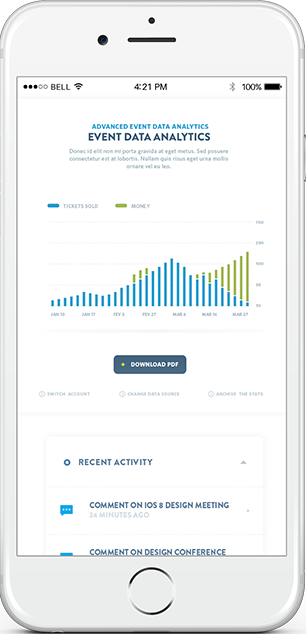 BELL 4:21 PM 100%
ADVANCED EVENT DATA ANALYTICS
EVENT DATA ANALYTICS
Donec id elit non mi porta gravida at eget metus. Sed posuere
consectetur est at lobortis. Nullam quis risus eget urna mollis
ornare vel eu leo.
TICKETS SOLD MONEY
200
100
50
10
JAN 10 JAN 17 FEV 5 FEV 27 MAR 6 MAR 16 MAR 27
DOWNLOAD PDF
SWITCH ACCOUNT CHANGE DATA SOURCE ARCHIVE THE STATS
RECENT ACTIVITY
COMMENT ON IOS 8 DESIGN MEETING
34 MINUTES AGO
COMMENT ON DESIGN CONFERENCE